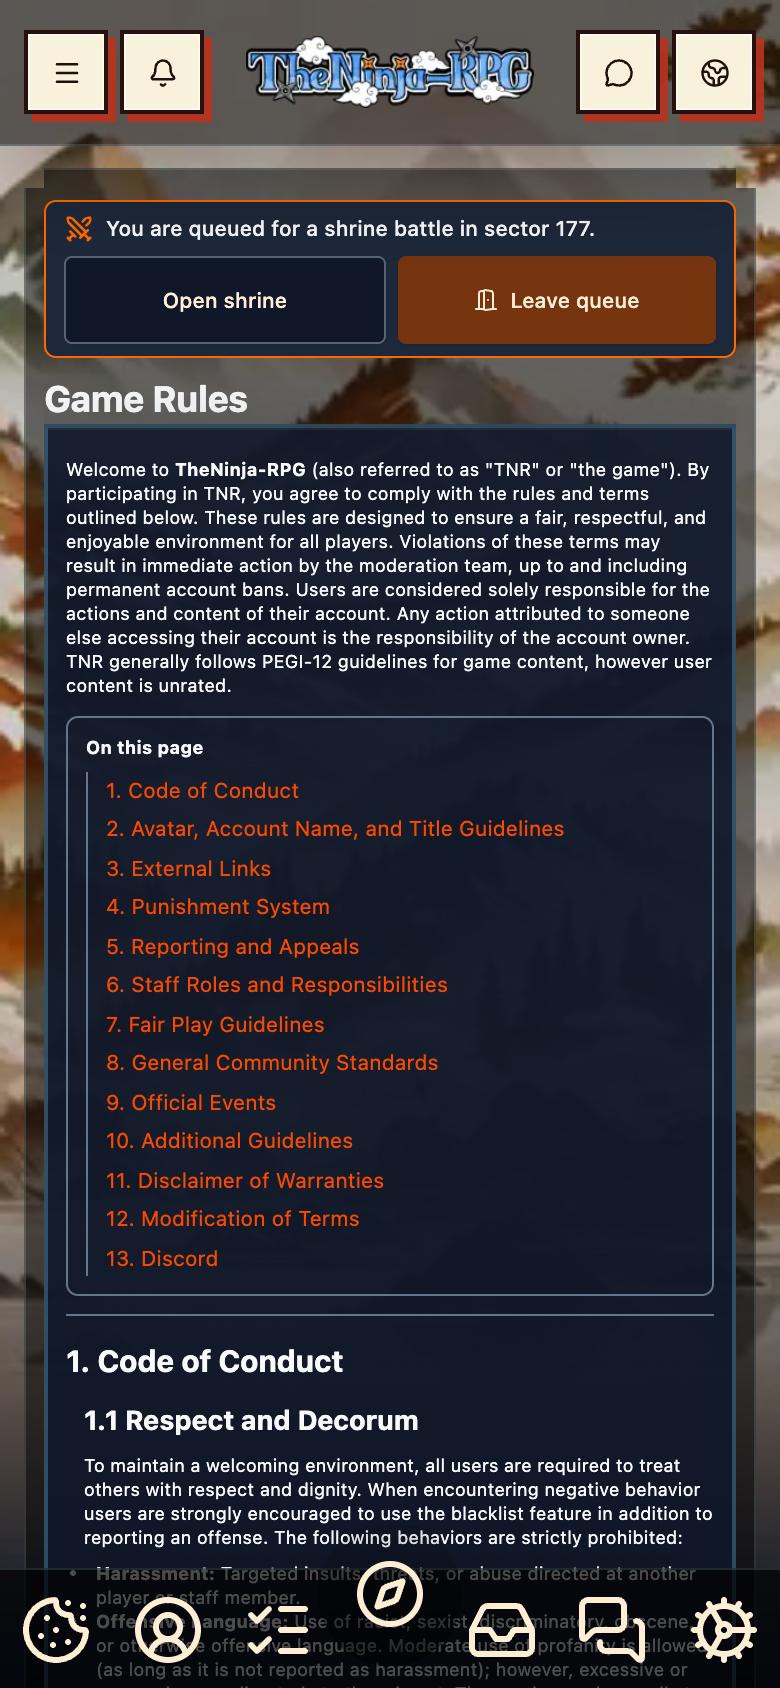 TheNinja-RPG
You are queued for a shrine battle in sector 177.
Open shrine
Leave queue
Game Rules
Welcome to TheNinja-RPG (also referred to as "TNR" or "the game"). By
participating in TNR, you agree to comply with the rules and terms
outlined below. These rules are designed to ensure a fair, respectful, and
enjoyable environment for all players. Violations of these terms may
result in immediate action by the moderation team, up to and including
permanent account bans. Users are considered solely responsible for the
actions and content of their account. Any action attributed to someone
else accessing their account is the responsibility of the account owner.
TNR generally follows PEGI-12 guidelines for game content, however user
content is unrated.
On this page
1. Code of Conduct
2. Avatar, Account Name, and Title Guidelines
3. External Links
4. Punishment System
5. Reporting and Appeals
6. Staff Roles and Responsibilities
7. Fair Play Guidelines
8. General Community Standards
9. Official Events
10. Additional Guidelines
11. Disclaimer of Warranties
12. Modification of Terms
13. Discord
1. Code of Conduct
1.1 Respect and Decorum
To maintain a welcoming environment, all users are required to treat
others with respect and dignity. When encountering negative behavior
users are strongly encouraged to use the blacklist feature in addition to
reporting an offense. The following behaviors are strictly prohibited:
• Harassment: Targeted insults, threats, or abuse directed at another
player or staff member.
Offensive Language: Use of racist, sexist, discriminatory, obscene,
or otherwise offensive language. Moderate use of profanity is allowed
(as long as it is not reported as harassment); however, excessive or